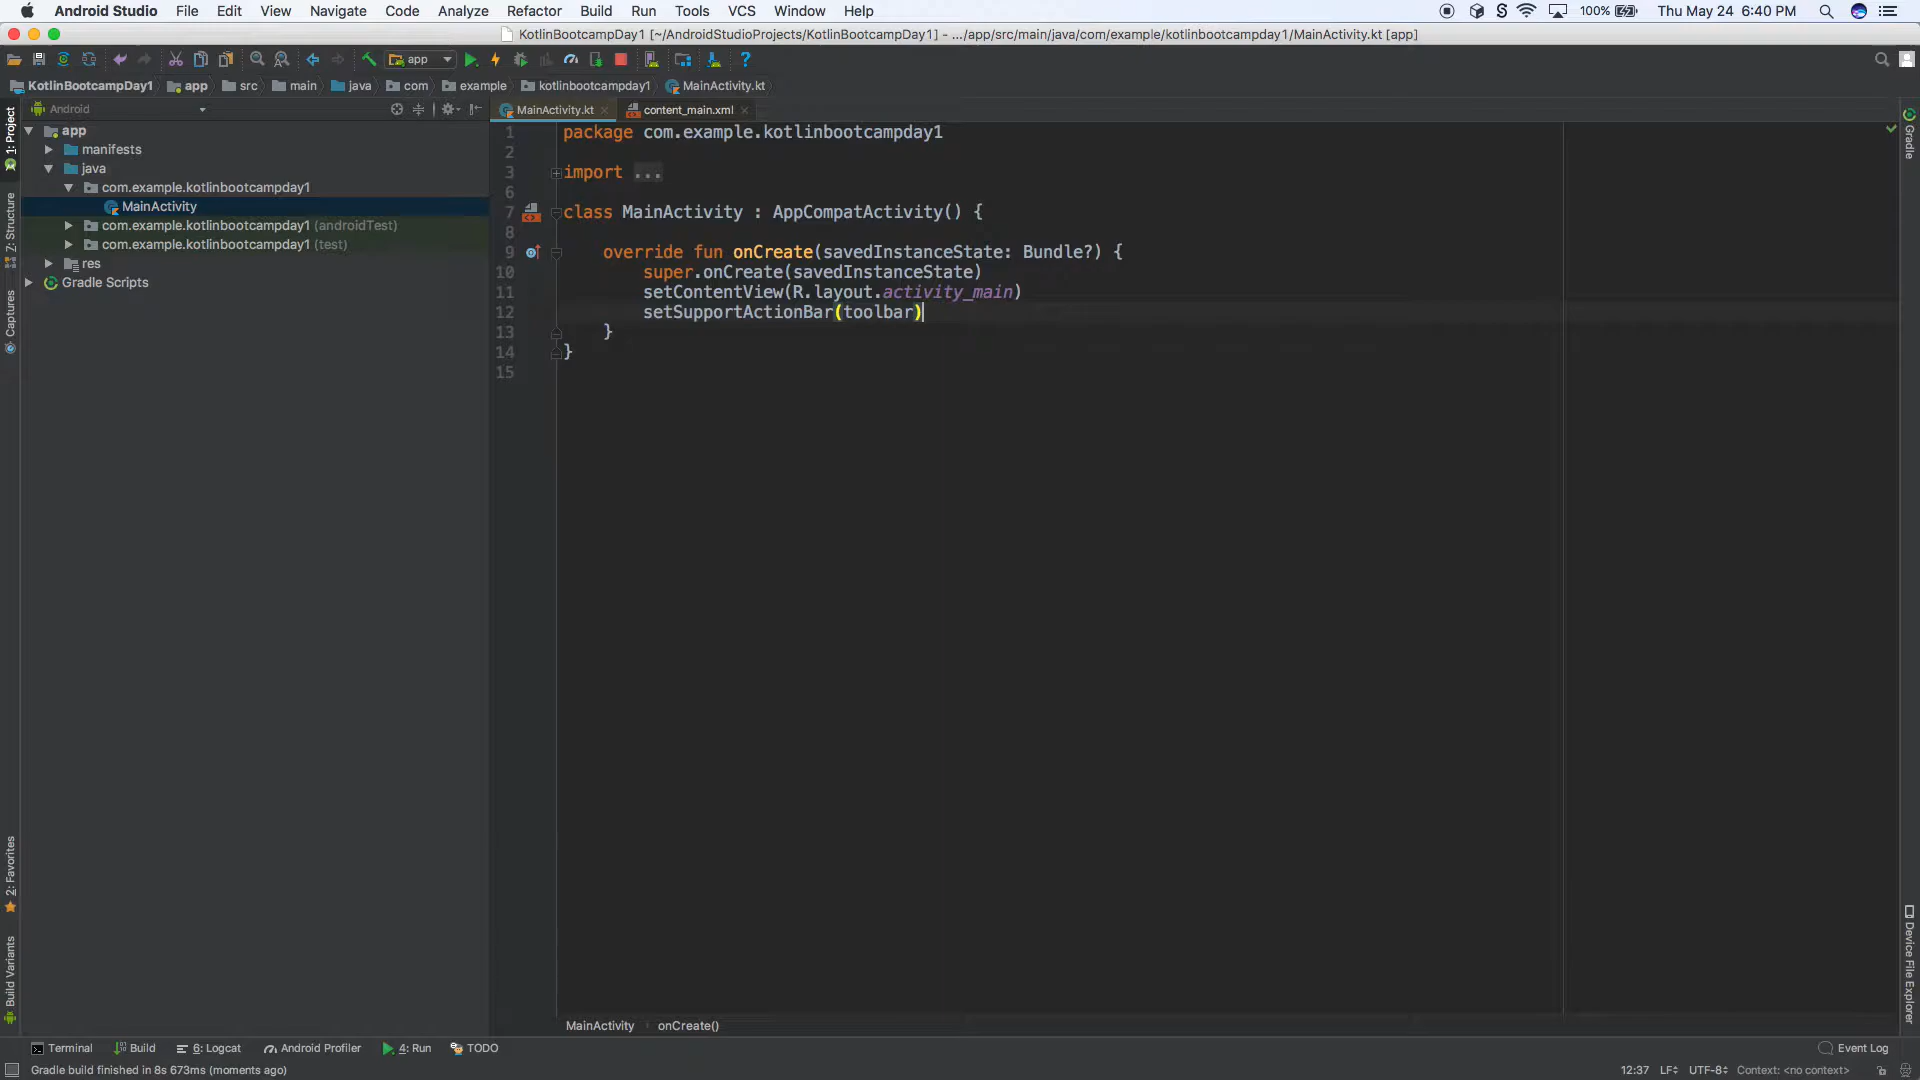 Android Studio File Edit View Navigate Code Analyze Refactor Build Run Tools VCS Window Help 100% Thu May 24 6:40 PM
KotlinBootcampDay1 [~/AndroidStudioProjects/KotlinBootcampDay1] - .../app/src/main/java/com/example/kotlinbootcampday1/MainActivity.kt [app]
app
KotlinBootcampDay1 app src main java com example kotlinbootcampday1 MainActivity.kt
Android
MainActivity.kt content_main.xml
1: Project
Z: Structure
Captures
2: Favorites
Build Variants
app
manifests
java
com.example.kotlinbootcampday1
MainActivity
com.example.kotlinbootcampday1 (androidTest)
com.example.kotlinbootcampday1 (test)
res
Gradle Scripts
1 package com.example.kotlinbootcampday1
2
3 import ...
6
7 class MainActivity : AppCompatActivity() {
8
9 override fun onCreate(savedInstanceState: Bundle?) {
10 super.onCreate(savedInstanceState)
11 setContentView(R.layout.activity_main)
12 setSupportActionBar(toolbar)
13 }
14 }
15
Gradle
Device File Explorer
MainActivity onCreate()
Terminal Build 6: Logcat Android Profiler 4: Run TODO Event Log
Gradle build finished in 8s 673ms (moments ago) 12:37 LF UTF-8 Context: <no context>